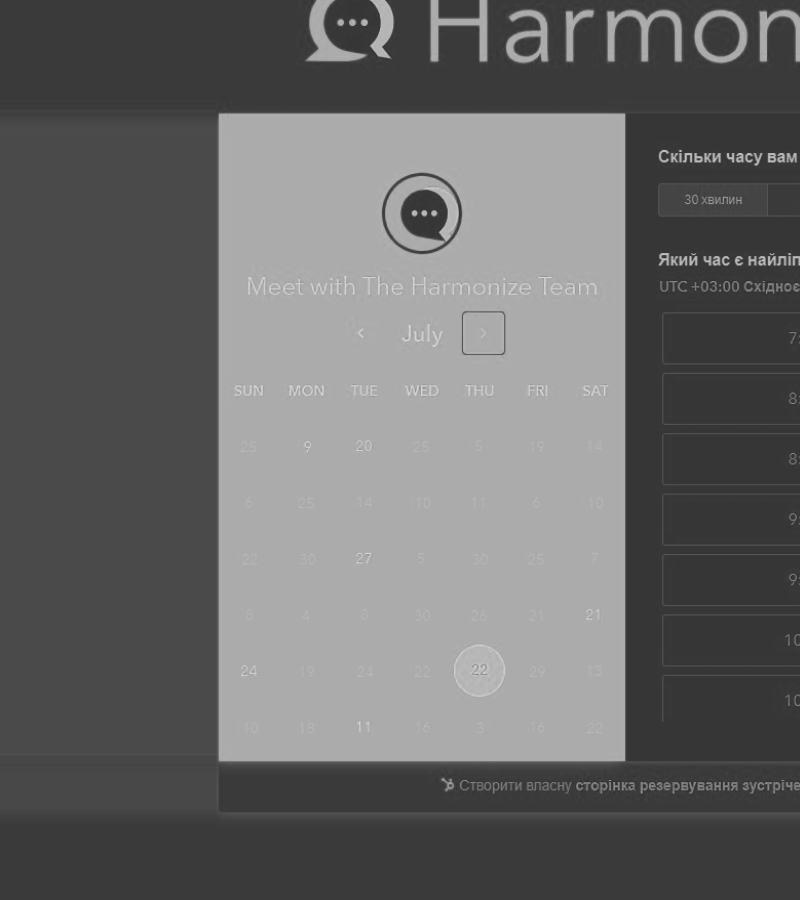 Harmon
Meet with The Harmonize Team
July
SUN MON TUE WED THU FRI SAT
25 9 20 25 5 19 14
6 25 14 10 11 6 10
22 30 27 5 30 25 7
8 4 8 30 26 21 21
24 19 24 22 22 29 13
10 18 11 16 3 16 22
Скільки часу вам
30 хвилин
Який час є найліп
UTC +03:00 Східноє
7:
8:
8:
9:
9:
10
10
Створити власну сторінка резервування зустріче